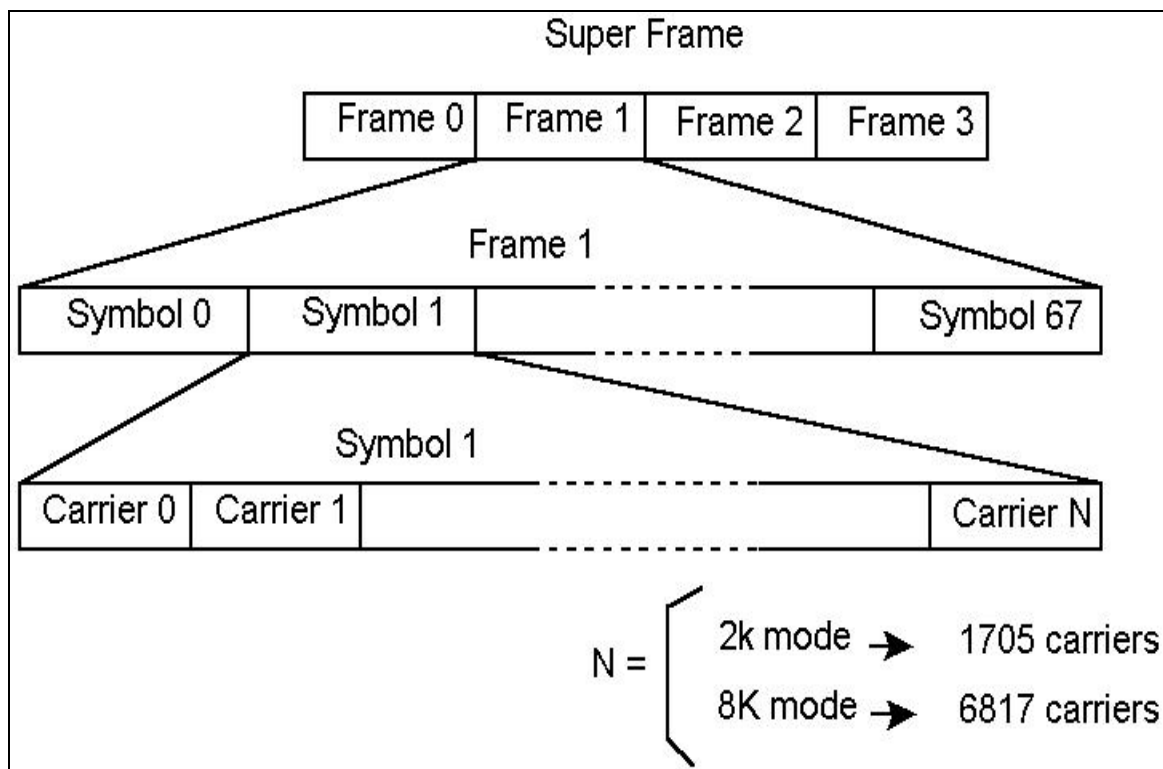 Super Frame
Frame 0 Frame 1 Frame 2 Frame 3
Frame 1
Symbol 0 Symbol 1 Symbol 67
Symbol 1
Carrier 0 Carrier 1 Carrier N
2k mode → 1705 carriers
N =
8K mode → 6817 carriers